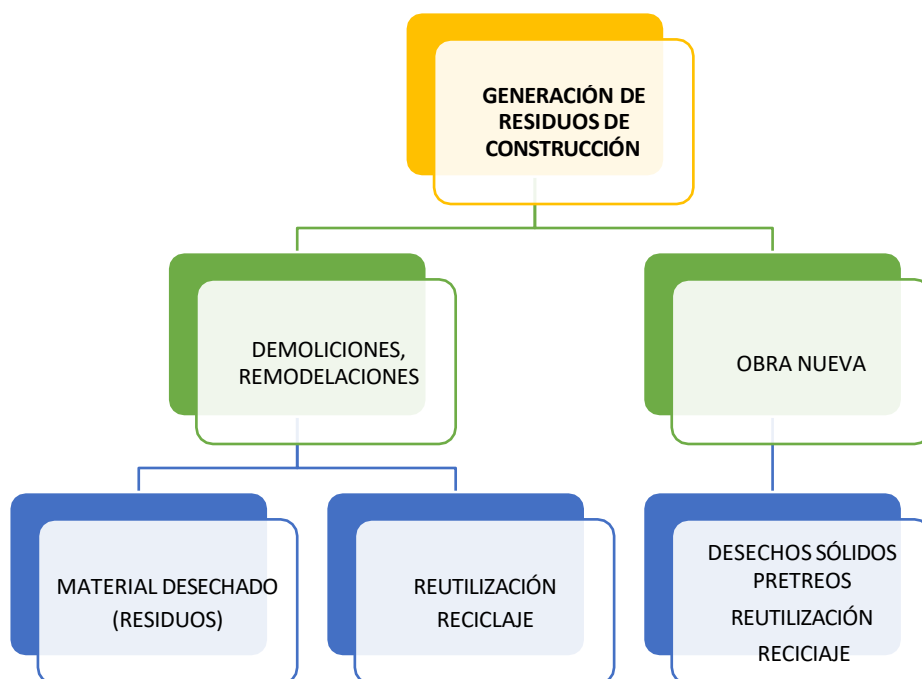 GENERACIÓN DE
RESIDUOS DE
CONSTRUCCIÓN
DEMOLICIONES,
REMODELACIONES
OBRA NUEVA
MATERIAL DESECHADO
(RESIDUOS)
REUTILIZACIÓN
RECICLAJE
DESECHOS SÓLIDOS
PRETREOS
REUTILIZACIÓN
RECICIAJE